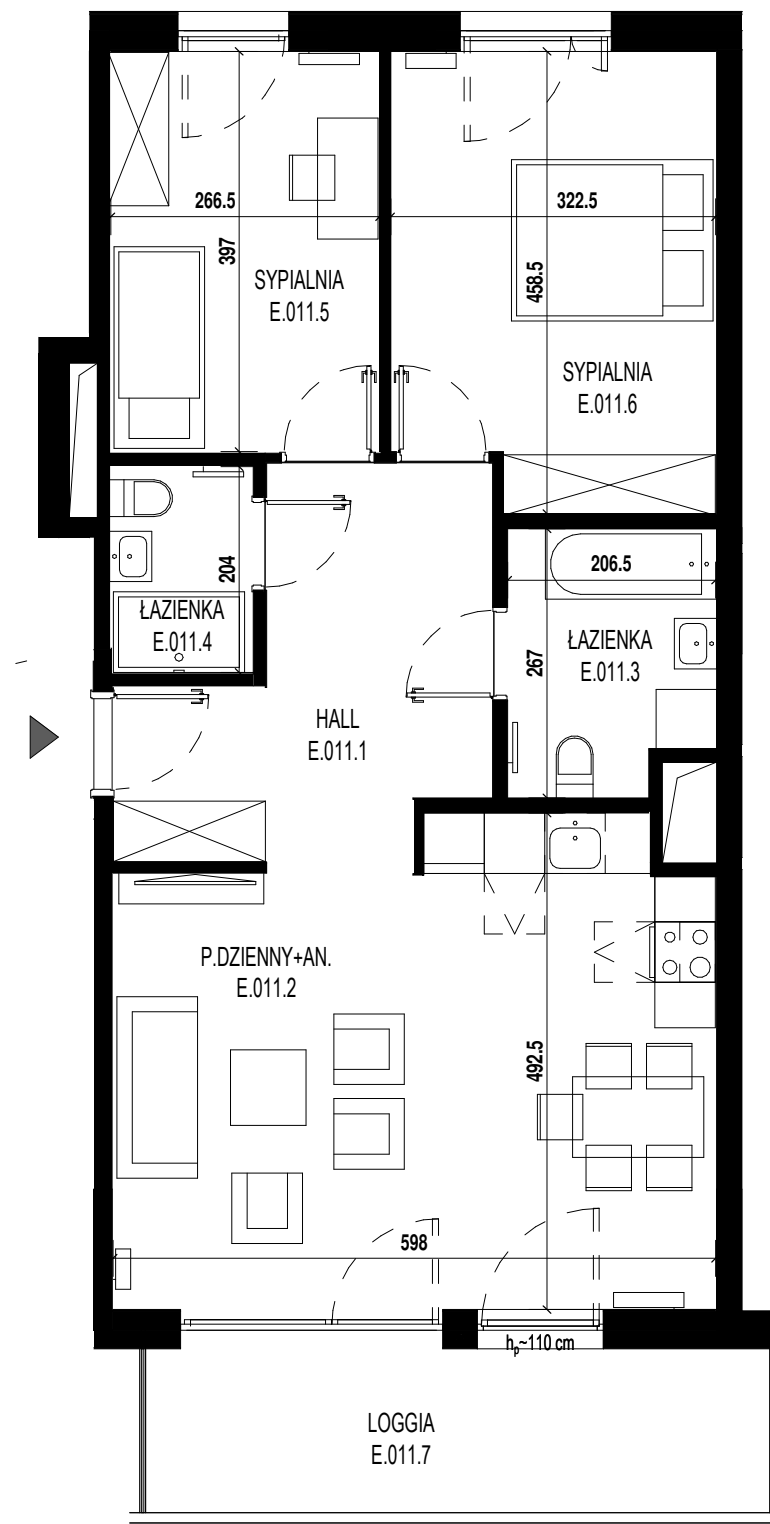 266.5
322.5
397
458.5
SYPIALNIA
E.011.5
SYPIALNIA
E.011.6
204
206.5
ŁAZIENKA
E.011.4
267
ŁAZIENKA
E.011.3
HALL
E.011.1
P.DZIENNY+AN.
E.011.2
492.5
598
hp~110 cm
LOGGIA
E.011.7